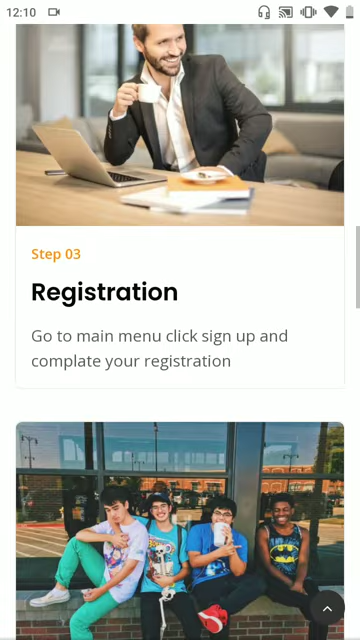 12:10
Step 03
Registration
Go to main menu click sign up and
complate your registration